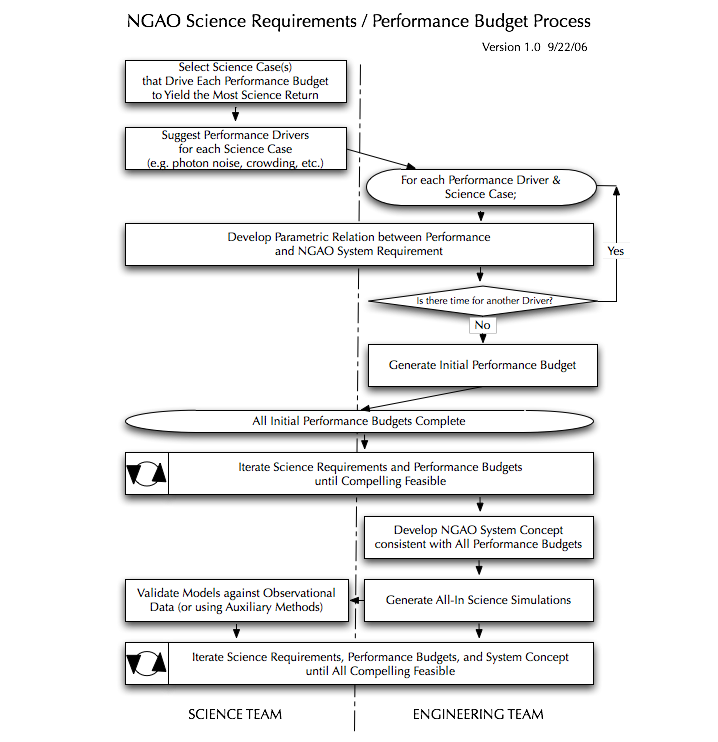 NGAO Science Requirements / Performance Budget Process
Version 1.0  9/22/06
Select Science Case(s)
that Drive Each Performance Budget
to Yield the Most Science Return
Suggest Performance Drivers
for each Science Case
(e.g. photon noise, crowding, etc.)
For each Performance Driver &
Science Case;
Develop Parametric Relation between Performance
and NGAO System Requirement
Yes
Is there time for another Driver?
No
Generate Initial Performance Budget
All Initial Performance Budgets Complete
Iterate Science Requirements and Performance Budgets
until Compelling Feasible
Develop NGAO System Concept
consistent with All Performance Budgets
Validate Models against Observational
Data (or using Auxiliary Methods)
Generate All-In Science Simulations
Iterate Science Requirements, Performance Budgets, and System Concept
until All Compelling Feasible
SCIENCE TEAM
ENGINEERING TEAM